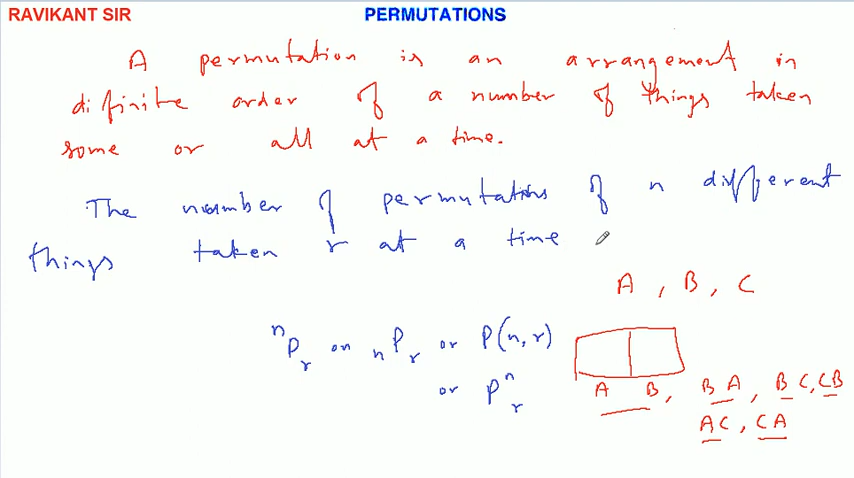 RAVIKANT SIR
PERMUTATIONS
A permutation is an arrangement in
difinite order of a number of things taken
some or all at a time.
The number of permutations of n different
things taken r at a time
A , B , C
ⁿPᵣ or ₙPᵣ or P(n,r)
or Pⁿᵣ
A B, B A, B C, C B
A C, C A